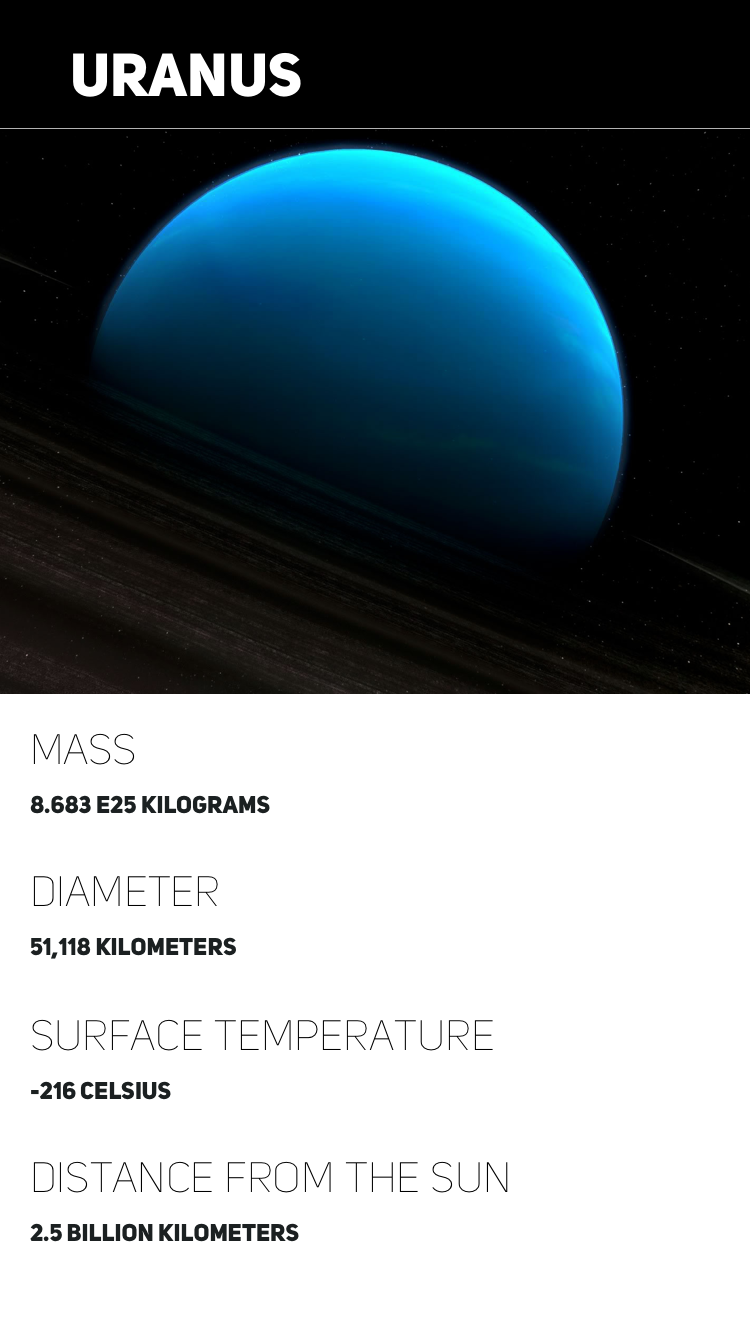 URANUS
MASS
8.683 E25 KILOGRAMS
DIAMETER
51,118 KILOMETERS
SURFACE TEMPERATURE
-216 CELSIUS
DISTANCE FROM THE SUN
2.5 BILLION KILOMETERS